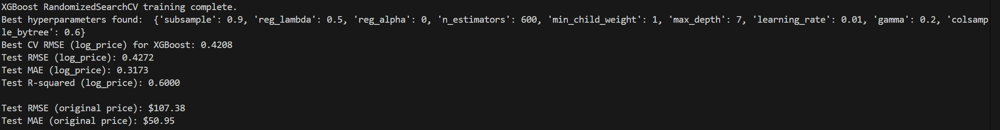 XGBoost RandomizedSearchCV training complete.
Best hyperparameters found:  {'subsample': 0.9, 'reg_lambda': 0.5, 'reg_alpha': 0, 'n_estimators': 600, 'min_child_weight': 1, 'max_depth': 7, 'learning_rate': 0.01, 'gamma': 0.2, 'colsamp
le_bytree': 0.6}
Best CV RMSE (log_price) for XGBoost: 0.4208
Test RMSE (log_price): 0.4272
Test MAE (log_price): 0.3173
Test R-squared (log_price): 0.6000
Test RMSE (original price): $107.38
Test MAE (original price): $50.95